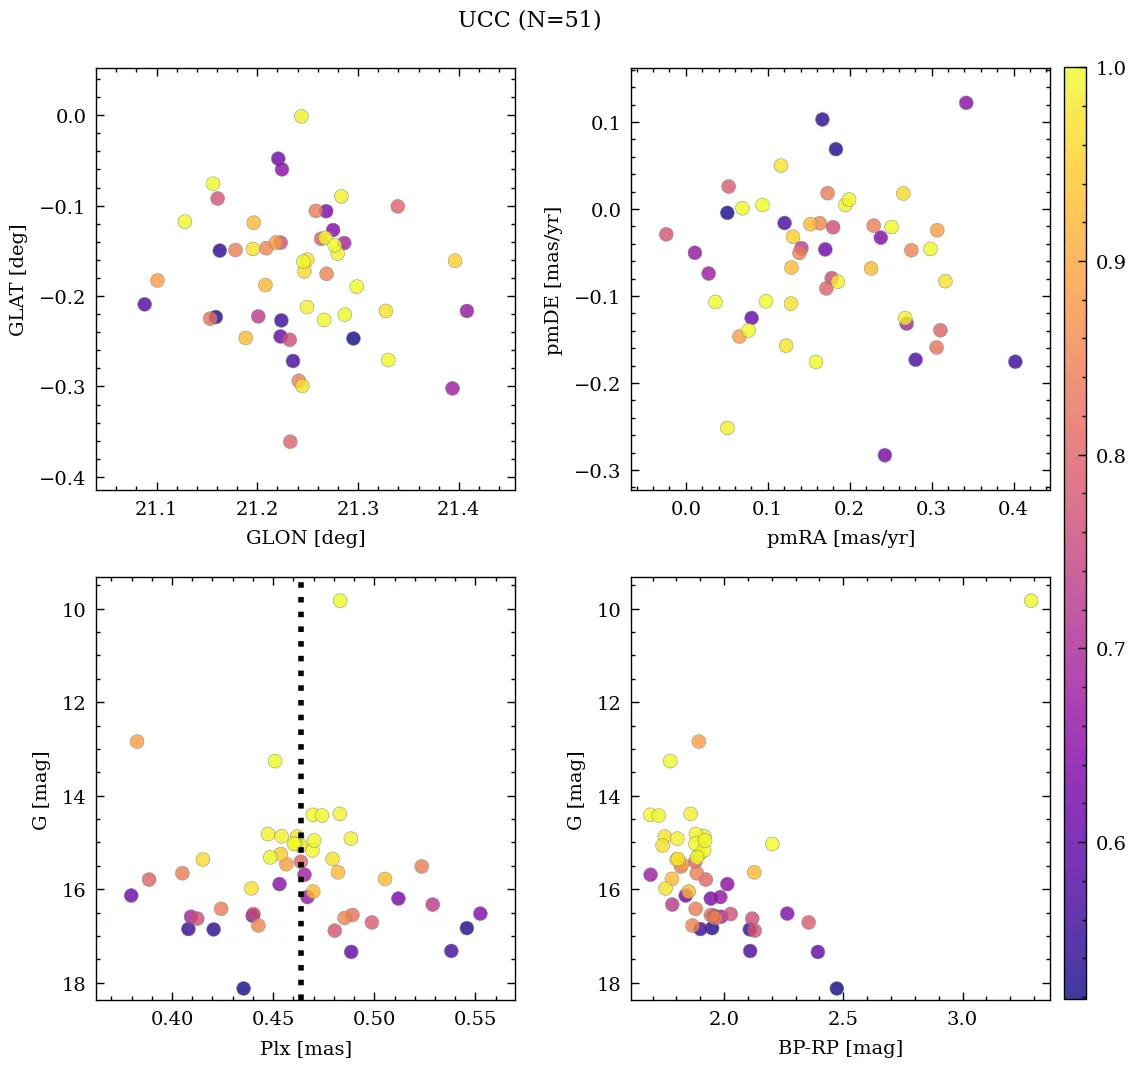 UCC (N=51)
0.0
−0.1
−0.2
−0.3
−0.4
GLAT [deg]
21.1 21.2 21.3 21.4
GLON [deg]
0.1
0.0
−0.1
−0.2
−0.3
pmDE [mas/yr]
0.0 0.1 0.2 0.3 0.4
pmRA [mas/yr]
1.0
0.9
0.8
0.7
0.6
10
12
14
16
18
G [mag]
0.40 0.45 0.50 0.55
Plx [mas]
10
12
14
16
18
G [mag]
2.0 2.5 3.0
BP-RP [mag]